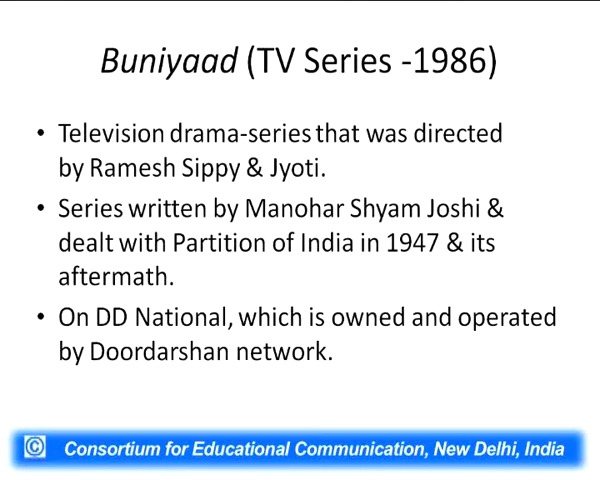 Buniyaad (TV Series -1986)
• Television drama-series that was directed
by Ramesh Sippy & Jyoti.
• Series written by Manohar Shyam Joshi &
dealt with Partition of India in 1947 & its
aftermath.
• On DD National, which is owned and operated
by Doordarshan network.
© Consortium for Educational Communication, New Delhi, India